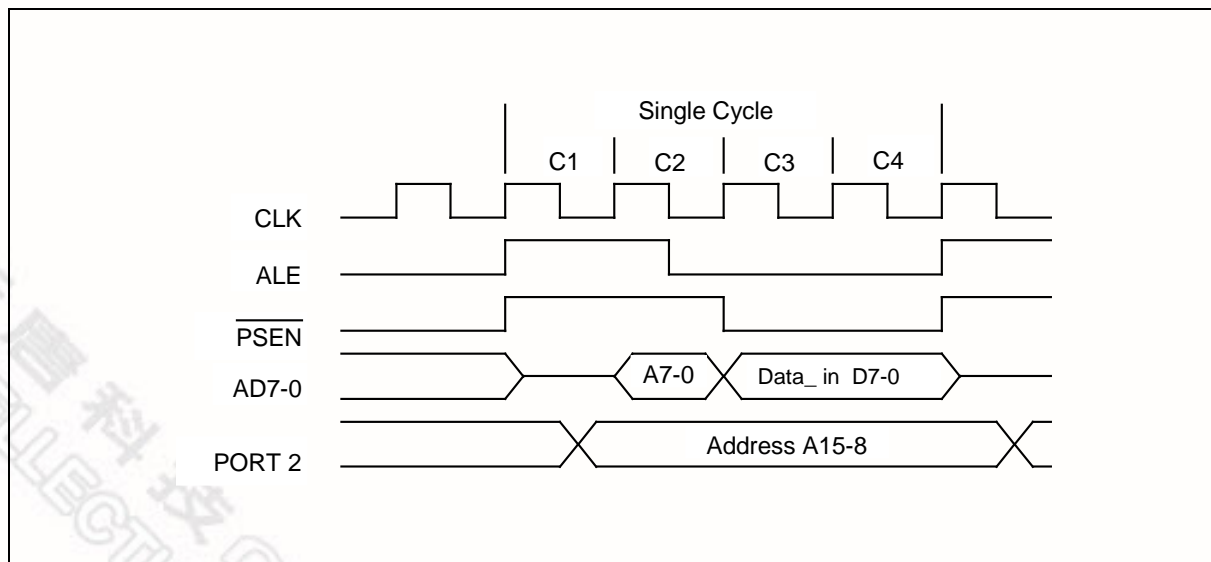 Single Cycle
C1 C2 C3 C4
CLK
ALE
PSEN
AD7-0 A7-0 Data_ in D7-0
PORT 2 Address A15-8